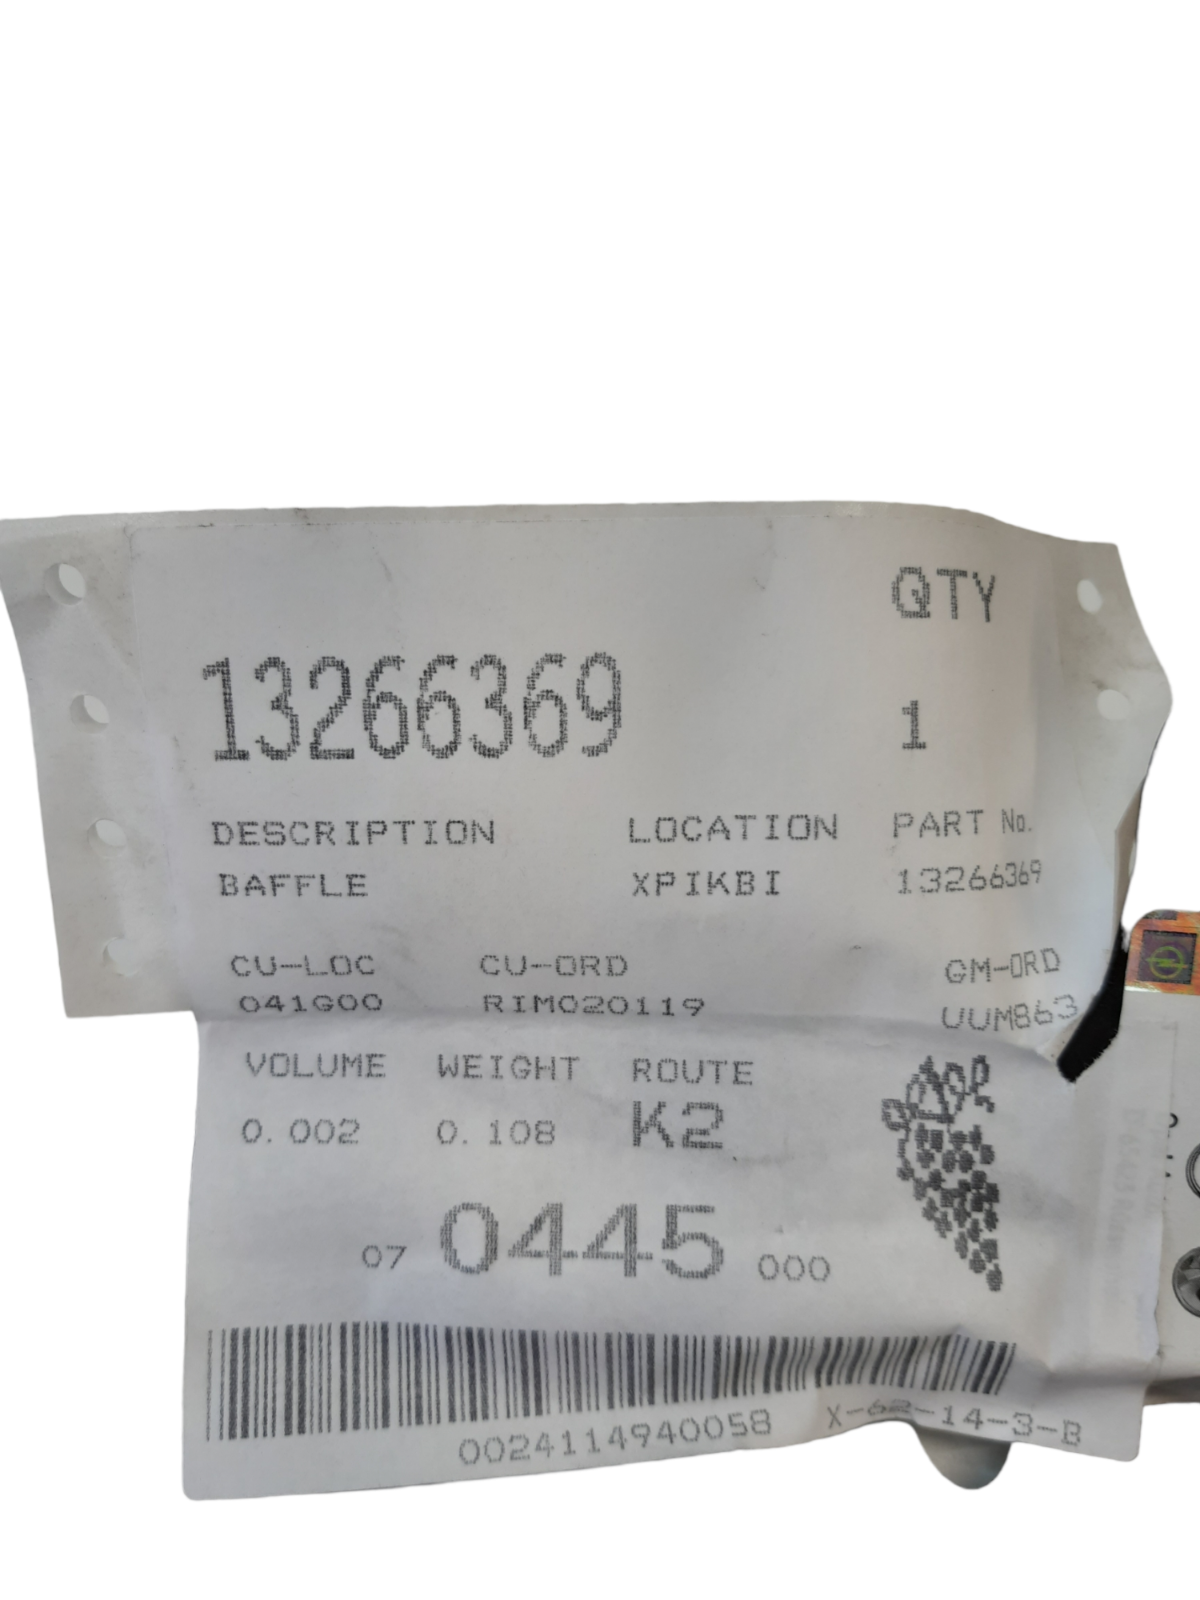 QTY
13266369 1
DESCRIPTION LOCATION PART No.
BAFFLE XPIKBI 13266369
CU-LOC CU-ORD GM-ORD
041G00 RIM020119 UUM863
VOLUME WEIGHT ROUTE
0.002 0.108 K2
07 0445 000
0024114940058 X-62-14-3-B